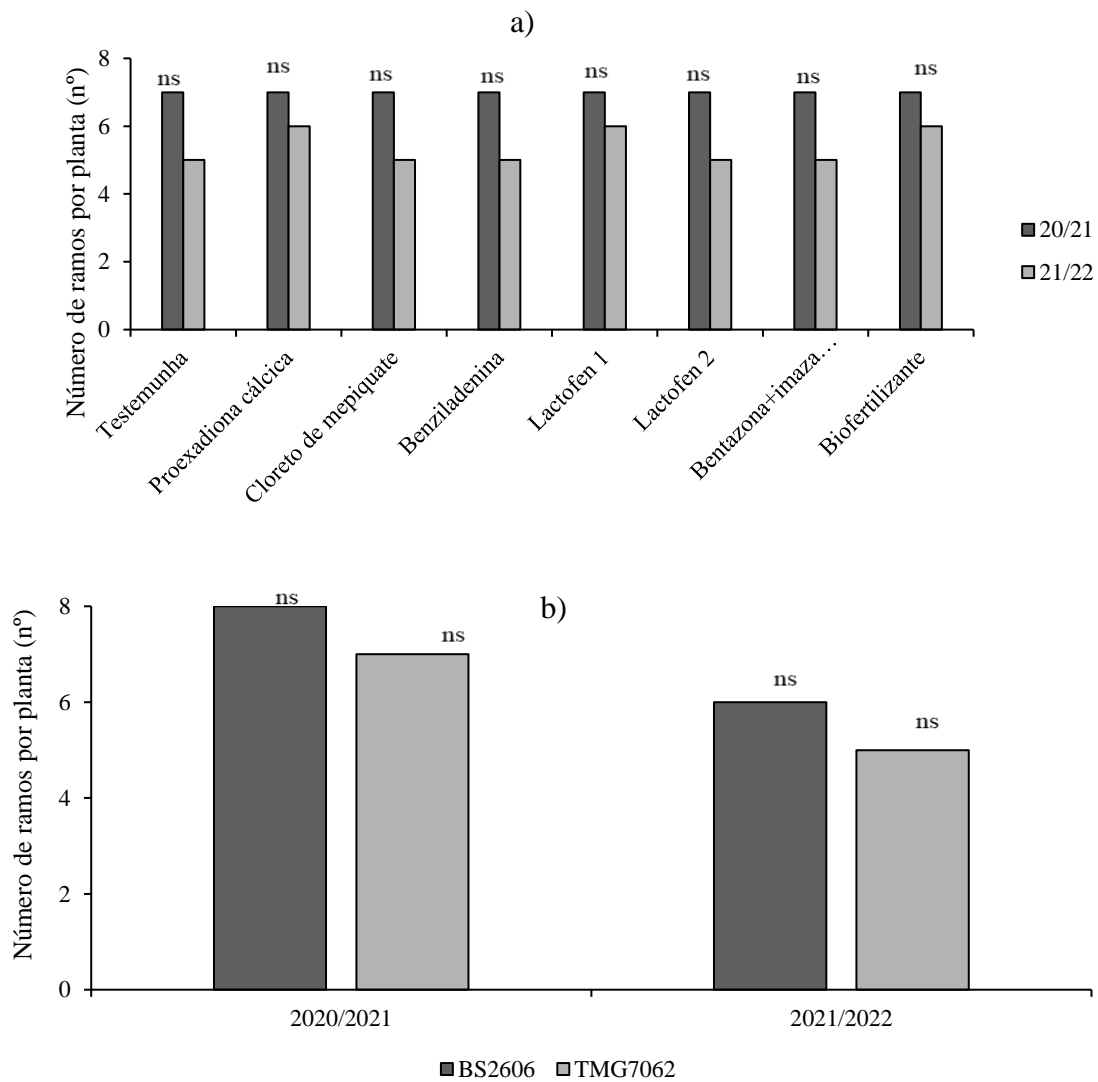 a)
Número de ramos por planta (nº)
8
6
4
2
0
ns
ns
ns
ns
ns
ns
ns
ns
Testemunha
Proexadiona cálcica
Cloreto de mepiquate
Benziladenina
Lactofen 1
Lactofen 2
Bentazona+imaza…
Biofertilizante
20/21
21/22
b)
Número de ramos por planta (nº)
8
6
4
2
0
ns
ns
ns
ns
2020/2021
2021/2022
BS2606 TMG7062